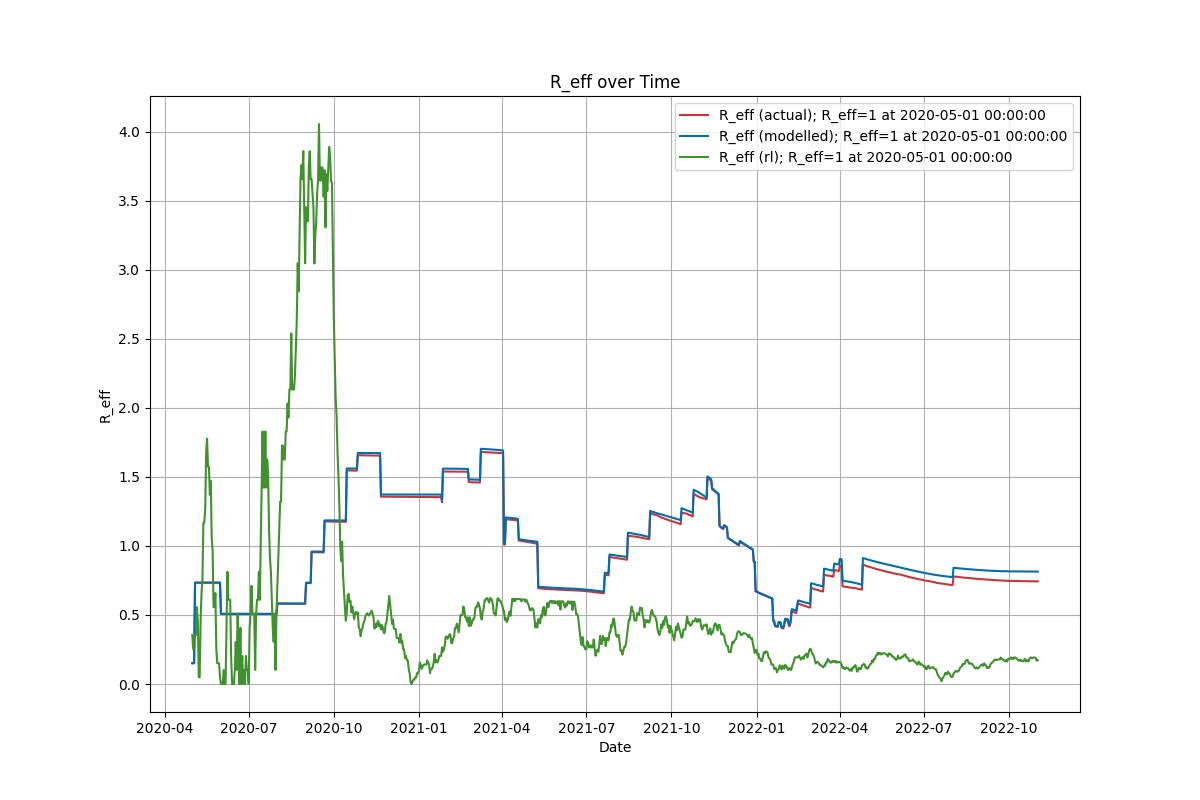 R_eff over Time
R_eff (actual); R_eff=1 at 2020-05-01 00:00:00
R_eff (modelled); R_eff=1 at 2020-05-01 00:00:00
R_eff (rl); R_eff=1 at 2020-05-01 00:00:00
R_eff
4.0
3.5
3.0
2.5
2.0
1.5
1.0
0.5
0.0
2020-04 2020-07 2020-10 2021-01 2021-04 2021-07 2021-10 2022-01 2022-04 2022-07 2022-10
Date